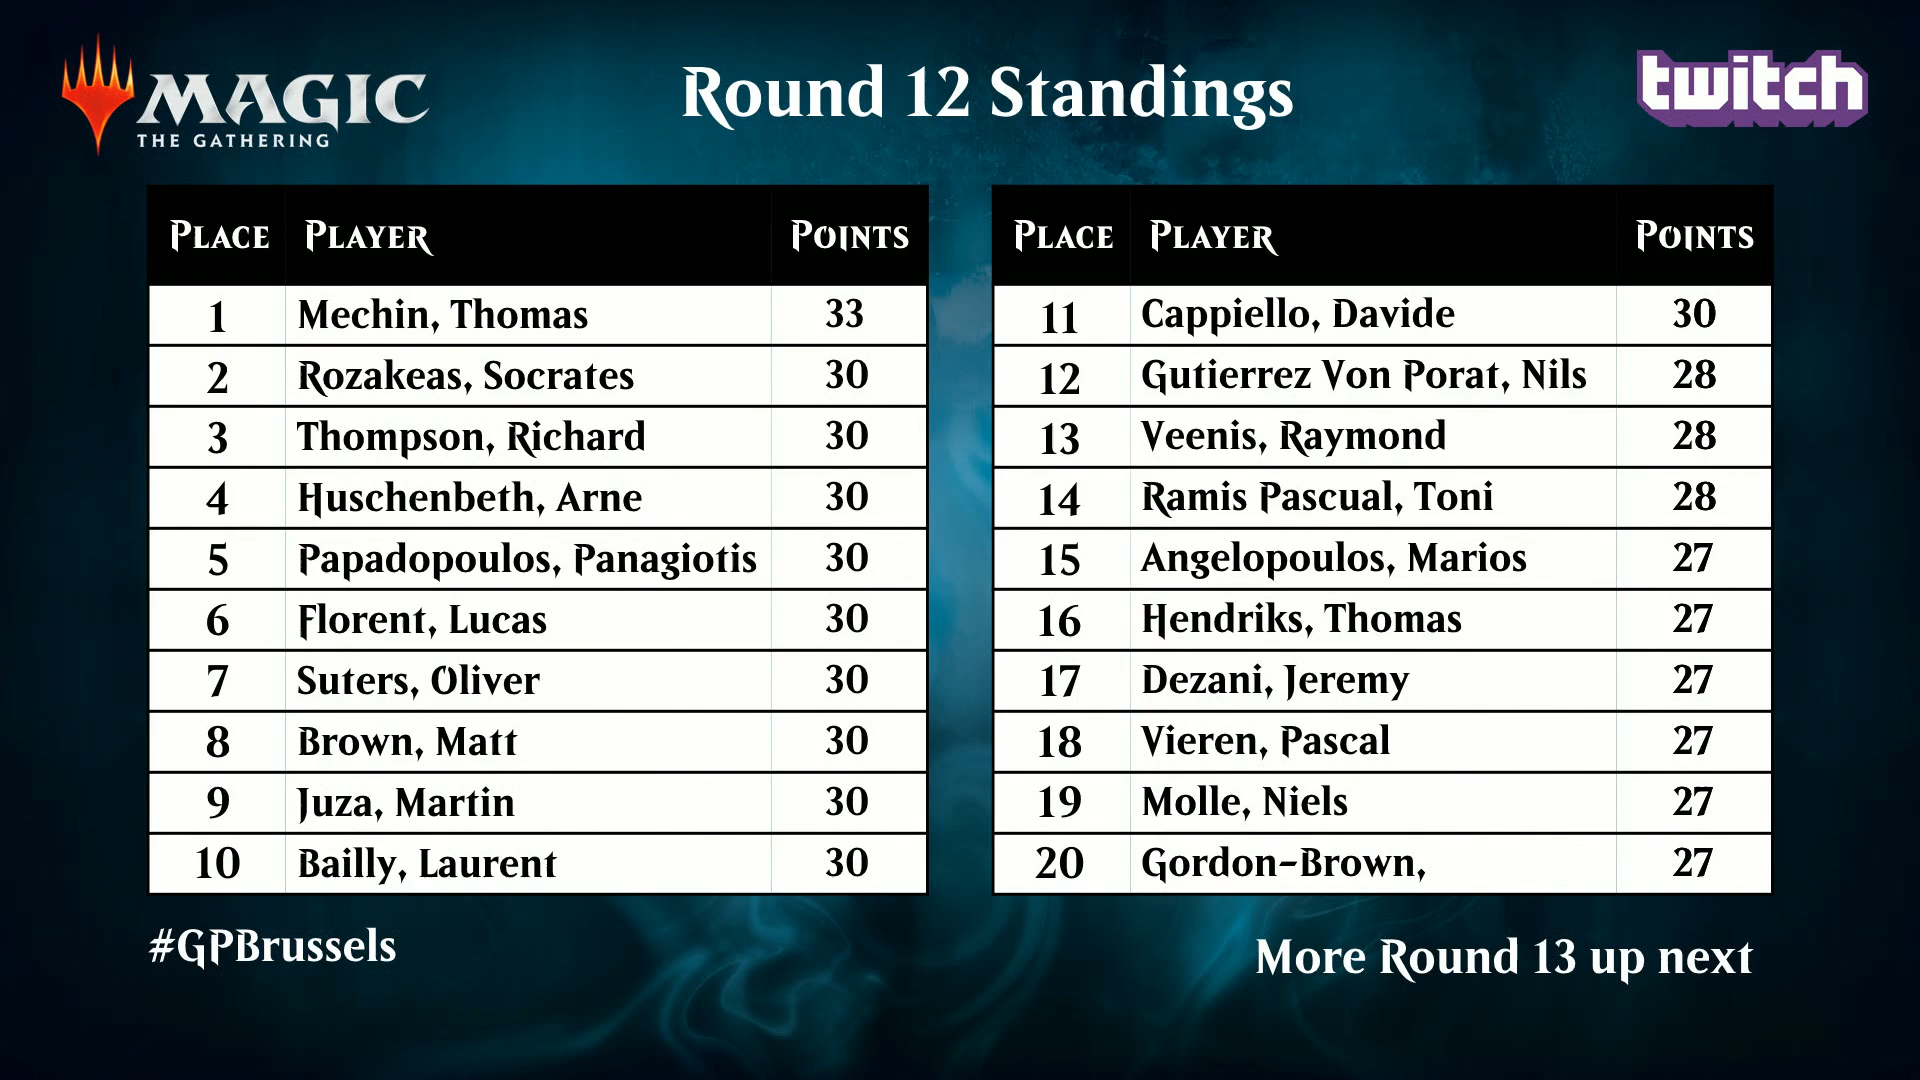 MAGIC
THE GATHERING
Round 12 Standings
twitch
Place Player Points
1 Mechin, Thomas 33
2 Rozakeas, Socrates 30
3 Thompson, Richard 30
4 Huschenbeth, Arne 30
5 Papadopoulos, Panagiotis 30
6 Florent, Lucas 30
7 Suters, Oliver 30
8 Brown, Matt 30
9 Juza, Martin 30
10 Bailly, Laurent 30
Place Player Points
11 Cappiello, Davide 30
12 Gutierrez Von Porat, Nils 28
13 Veenis, Raymond 28
14 Ramis Pascual, Toni 28
15 Angelopoulos, Marios 27
16 Hendriks, Thomas 27
17 Dezani, Jeremy 27
18 Vieren, Pascal 27
19 Molle, Niels 27
20 Gordon-Brown, 27
#GPBrussels
More Round 13 up next